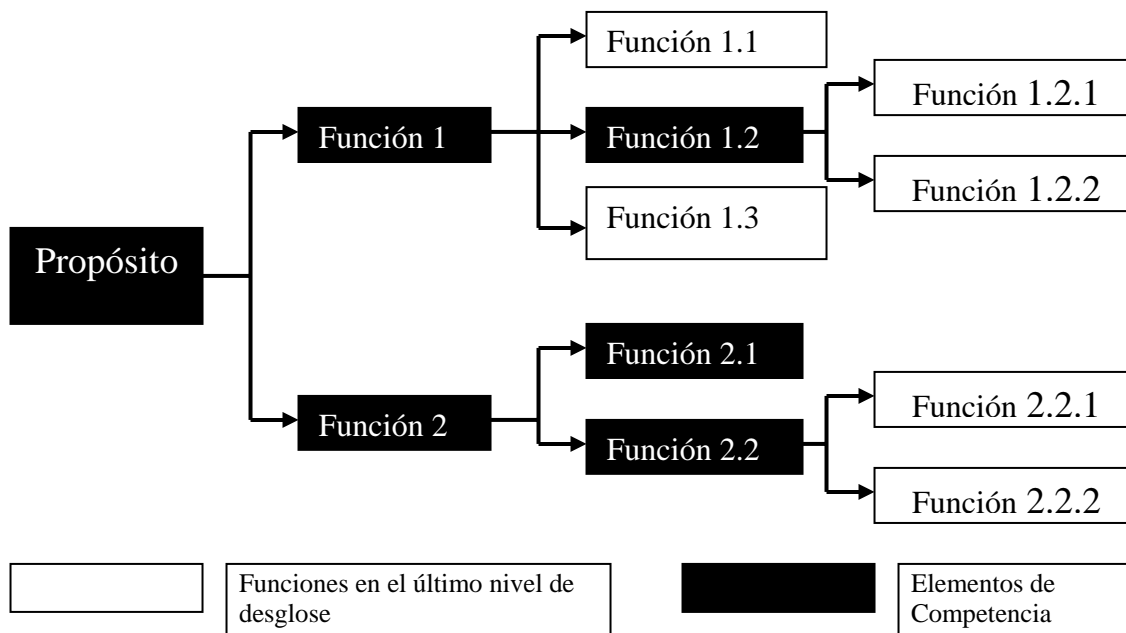 Función 1.1
Función 1.2.1
Función 1
Función 1.2
Función 1.2.2
Función 1.3
Propósito
Función 2.1
Función 2.2.1
Función 2
Función 2.2
Función 2.2.2
Funciones en el último nivel de
desglose
Elementos de
Competencia